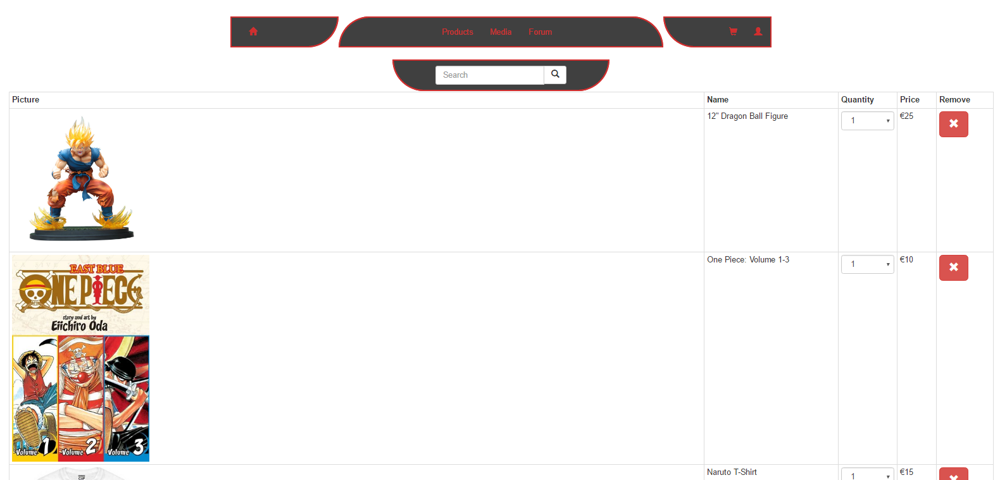 Products Media Forum
Search
Picture Name Quantity Price Remove
12" Dragon Ball Figure 1 €25
One Piece: Volume 1-3 1 €10
EAST BLUE
ONE PIECE
story and art by
Eiichiro Oda
Volume 1 Volume 2 Volume 3
Naruto T-Shirt 1 €15